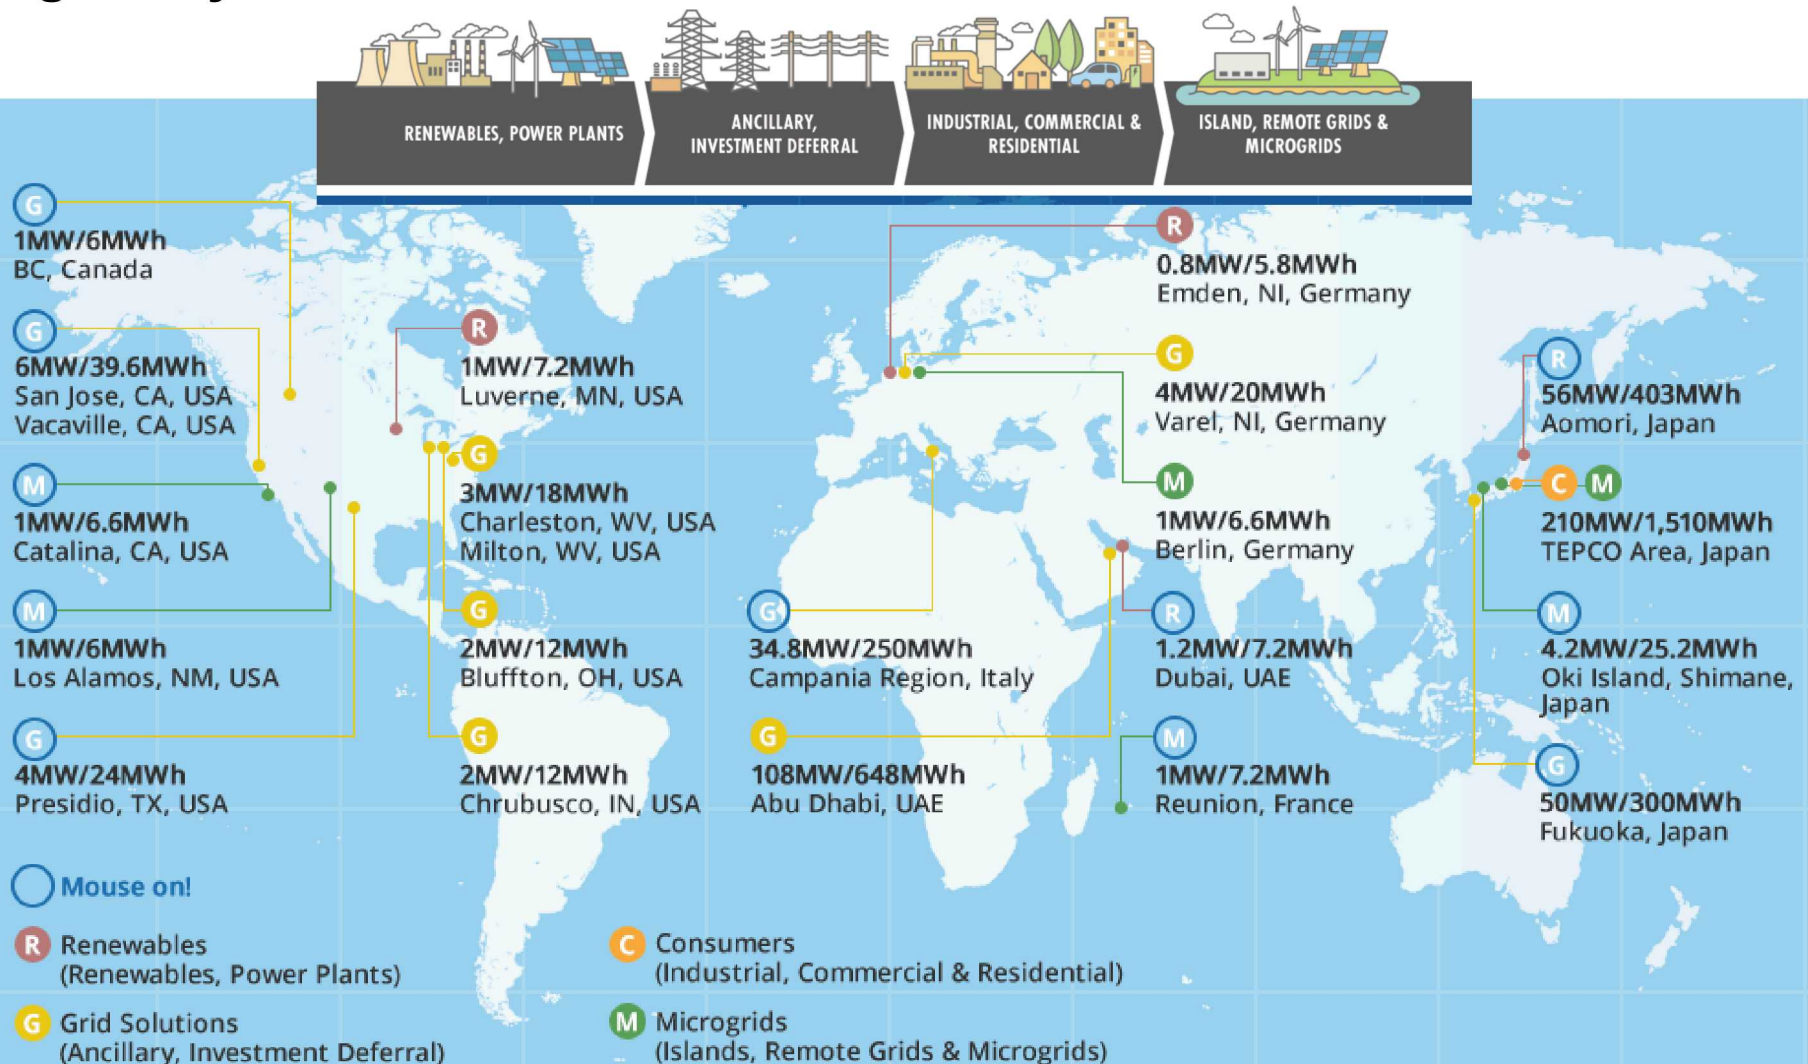 RENEWABLES, POWER PLANTS
ANCILLARY,
INVESTMENT DEFERRAL
INDUSTRIAL, COMMERCIAL &
RESIDENTIAL
ISLAND, REMOTE GRIDS &
MICROGRIDS
G
1MW/6MWh
BC, Canada
G
6MW/39.6MWh
San Jose, CA, USA
Vacaville, CA, USA
M
1MW/6.6MWh
Catalina, CA, USA
M
1MW/6MWh
Los Alamos, NM, USA
G
4MW/24MWh
Presidio, TX, USA
R
1MW/7.2MWh
Luverne, MN, USA
G
3MW/18MWh
Charleston, WV, USA
Milton, WV, USA
G
2MW/12MWh
Bluffton, OH, USA
G
2MW/12MWh
Chrubusco, IN, USA
G
34.8MW/250MWh
Campania Region, Italy
G
108MW/648MWh
Abu Dhabi, UAE
R
0.8MW/5.8MWh
Emden, NI, Germany
G
4MW/20MWh
Varel, NI, Germany
M
1MW/6.6MWh
Berlin, Germany
R
1.2MW/7.2MWh
Dubai, UAE
M
1MW/7.2MWh
Reunion, France
R
56MW/403MWh
Aomori, Japan
C M
210MW/1,510MWh
TEPCO Area, Japan
M
4.2MW/25.2MWh
Oki Island, Shimane,
Japan
G
50MW/300MWh
Fukuoka, Japan
Mouse on!
R Renewables
(Renewables, Power Plants)
G Grid Solutions
(Ancillary, Investment Deferral)
C Consumers
(Industrial, Commercial & Residential)
M Microgrids
(Islands, Remote Grids & Microgrids)